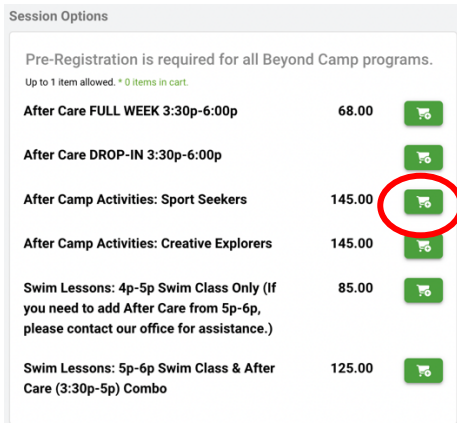 Session Options
Pre-Registration is required for all Beyond Camp programs.
Up to 1 item allowed. * 0 items in cart.
After Care FULL WEEK 3:30p-6:00p 68.00
After Care DROP-IN 3:30p-6:00p
After Camp Activities: Sport Seekers 145.00
After Camp Activities: Creative Explorers 145.00
Swim Lessons: 4p-5p Swim Class Only (If 85.00
you need to add After Care from 5p-6p,
please contact our office for assistance.)
Swim Lessons: 5p-6p Swim Class & After 125.00
Care (3:30p-5p) Combo